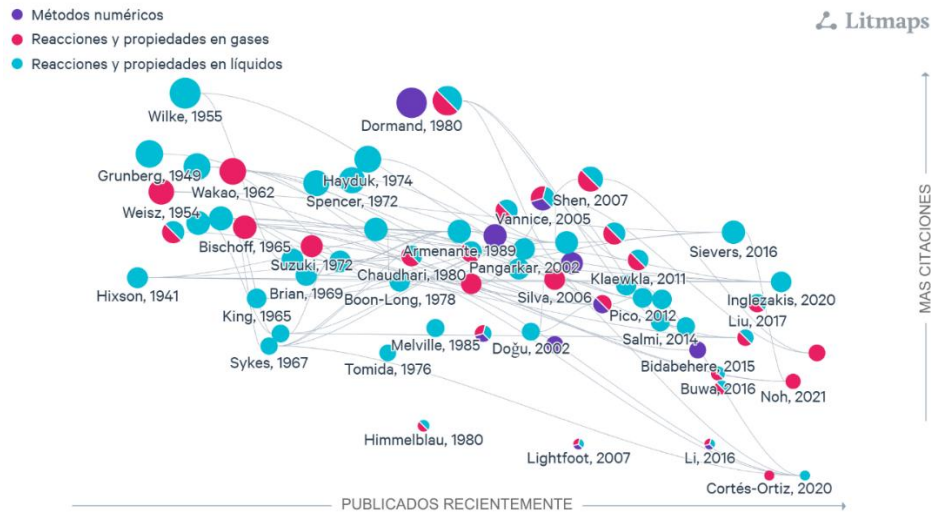 Métodos numéricos
Reacciones y propiedades en gases
Reacciones y propiedades en líquidos
Litmaps
MAS CITACIONES
Wilke, 1955
Dormand, 1980
Grunberg, 1949
Wakao, 1962
Hayduk, 1974
Spencer, 1972
Weisz, 1954
Shen, 2007
Vannice, 2005
Bischoff, 1965
Armenante, 1989
Sievers, 2016
Suzuki, 1972
Chaudhari, 1980
Pangarkar, 2002
Klaewkla, 2011
Hixson, 1941
Brian, 1969
Boon-Long, 1978
Silva, 2006
Inglezakis, 2020
King, 1965
Pico, 2012
Liu, 2017
Melville, 1985
Doğu, 2002
Salmi, 2014
Sykes, 1967
Tomida, 1976
Bidabehere, 2015
Buwa, 2016
Noh, 2021
Himmelblau, 1980
Lightfoot, 2007
Li, 2016
Cortés-Ortiz, 2020
PUBLICADOS RECIENTEMENTE